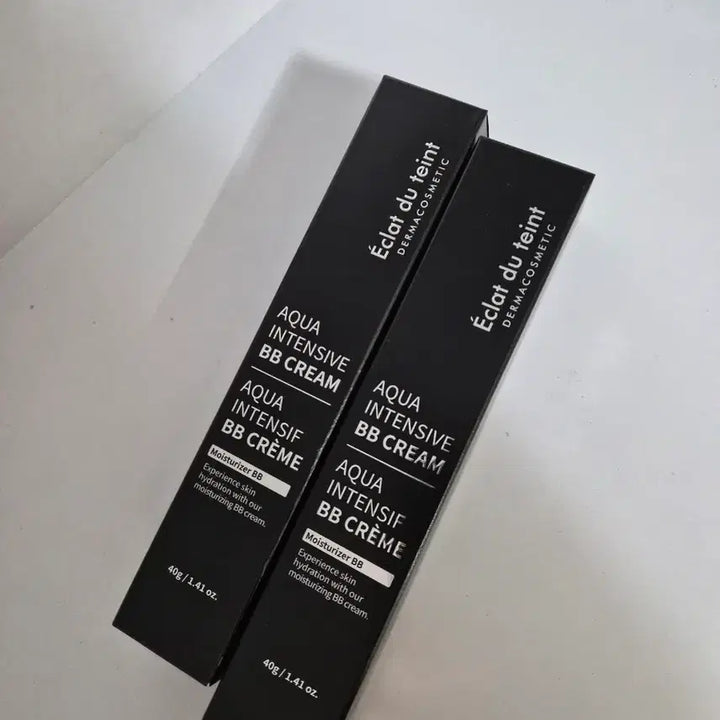 Éclat du teint
DERMACOSMETIC
AQUA
INTENSIVE
BB CREAM
AQUA
INTENSIF
BB CRÈME
Moisturizer BB
Experience skin
hydration with our
moisturizing BB cream.
40g / 1.41 oz.
Éclat du teint
DERMACOSMETIC
AQUA
INTENSIVE
BB CREAM
AQUA
INTENSIF
BB CRÈME
Moisturizer BB
Experience skin
hydration with our
moisturizing BB cream.
40g / 1.41 oz.